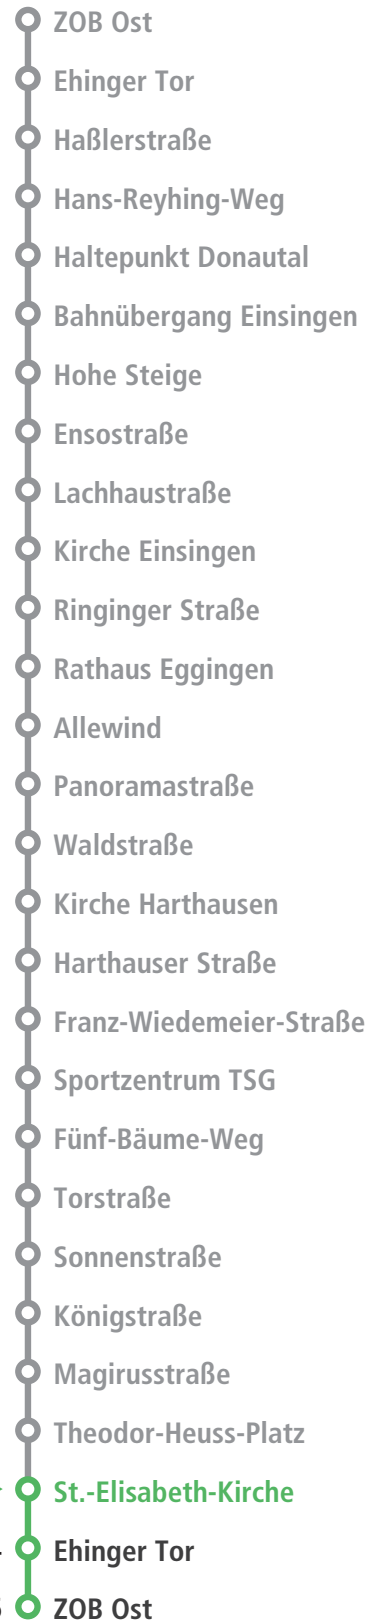 ZOB Ost
Ehinger Tor
Haßlerstraße
Hans-Reyhing-Weg
Haltepunkt Donautal
Bahnübergang Einsingen
Hohe Steige
Ensostraße
Lachhaustraße
Kirche Einsingen
Ringinger Straße
Rathaus Eggingen
Allewind
Panoramastraße
Waldstraße
Kirche Harthausen
Harthauser Straße
Franz-Wiedemeier-Straße
Sportzentrum TSG
Fünf-Bäume-Weg
Torstraße
Sonnenstraße
Königstraße
Magirusstraße
Theodor-Heuss-Platz
St.-Elisabeth-Kirche
Ehinger Tor
ZOB Ost